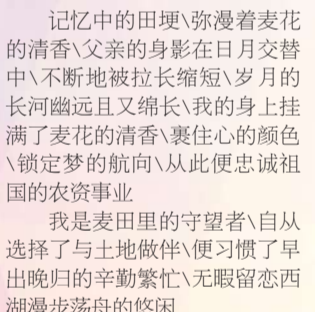 记忆中的田埂\弥漫着麦花
的清香\父亲的身影在日月交替
中\不断地被拉长缩短\岁月的
长河幽远且又绵长\我的身上挂
满了麦花的清香\裹住心的颜色
\锁定梦的航向\从此便忠诚祖
国的农资事业
我是麦田里的守望者\自从
选择了与土地做伴\便习惯了早
出晚归的辛勤繁忙\无暇留恋西
湖漫步荡舟的悠闲